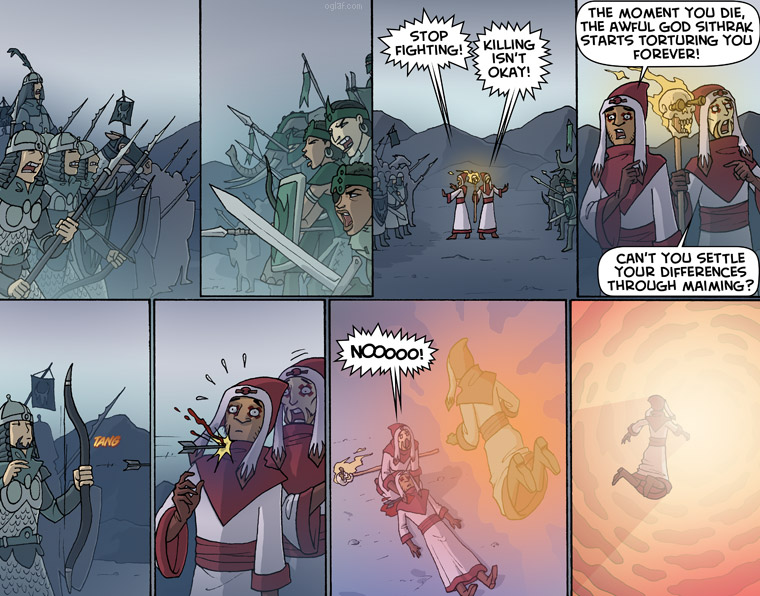 oglaf.com
STOP
FIGHTING!
KILLING
ISN'T
OKAY!
THE MOMENT YOU DIE,
THE AWFUL GOD SITHRAK
STARTS TORTURING YOU
FOREVER!
CAN'T YOU SETTLE
YOUR DIFFERENCES
THROUGH MAIMING?
TANG
NOOOOO!